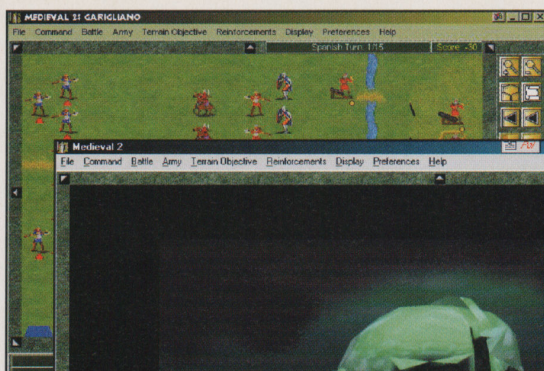 MEDIEVAL 2: GARIGLIANO
File Command Battle Army Terrain Objective Reinforcements Display Preferences Help
Spanish Turn 1/15 Score -50
Medieval 2
File Command Battle Army Terrain Objective Reinforcements Display Preferences Help